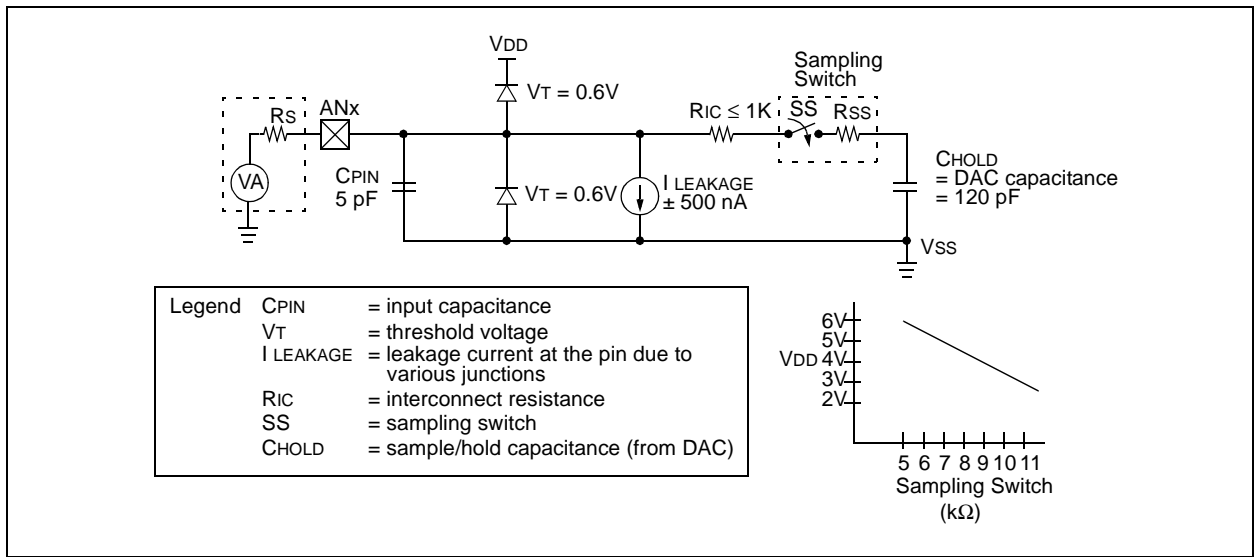 VDD
Sampling
Switch
VT = 0.6V
RS
ANx
RIC ≤ 1K
SS
RSS
VA
CPIN
5 pF
VT = 0.6V
I LEAKAGE
± 500 nA
CHOLD
= DAC capacitance
= 120 pF
VSS
Legend CPIN = input capacitance
VT = threshold voltage
I LEAKAGE = leakage current at the pin due to
various junctions
RIC = interconnect resistance
SS = sampling switch
CHOLD = sample/hold capacitance (from DAC)
6V
5V
VDD 4V
3V
2V
5 6 7 8 9 10 11
Sampling Switch
(kΩ)